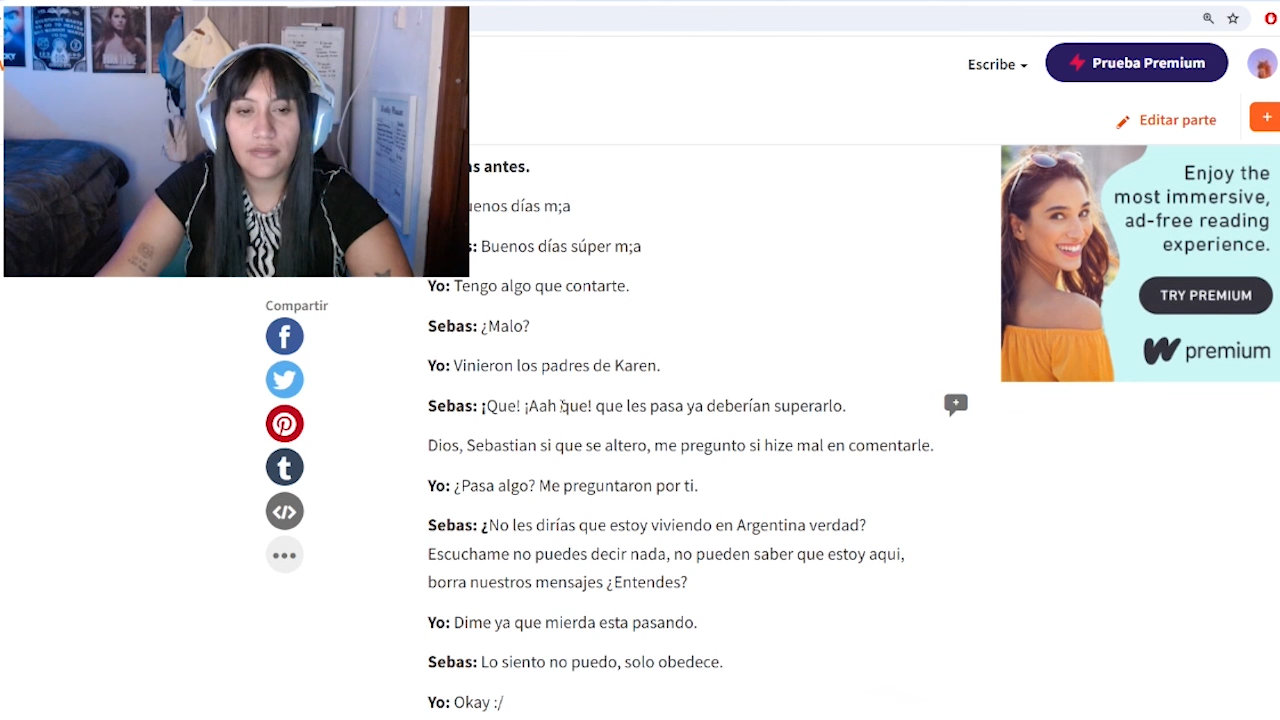 Escribe
Prueba Premium
Editar parte
+
as antes.
uenos días m;a
s: Buenos días súper m;a
Yo: Tengo algo que contarte.
Sebas: ¿Malo?
Yo: Vinieron los padres de Karen.
Sebas: ¡Que! ¡Aah que! que les pasa ya deberían superarlo.
Dios, Sebastian si que se altero, me pregunto si hize mal en comentarle.
Yo: ¿Pasa algo? Me preguntaron por ti.
Sebas: ¿No les dirías que estoy viviendo en Argentina verdad?
Escuchame no puedes decir nada, no pueden saber que estoy aqui,
borra nuestros mensajes ¿Entendes?
Yo: Dime ya que mierda esta pasando.
Sebas: Lo siento no puedo, solo obedece.
Yo: Okay :/
Compartir
Enjoy the
most immersive,
ad-free reading
experience.
TRY PREMIUM
premium